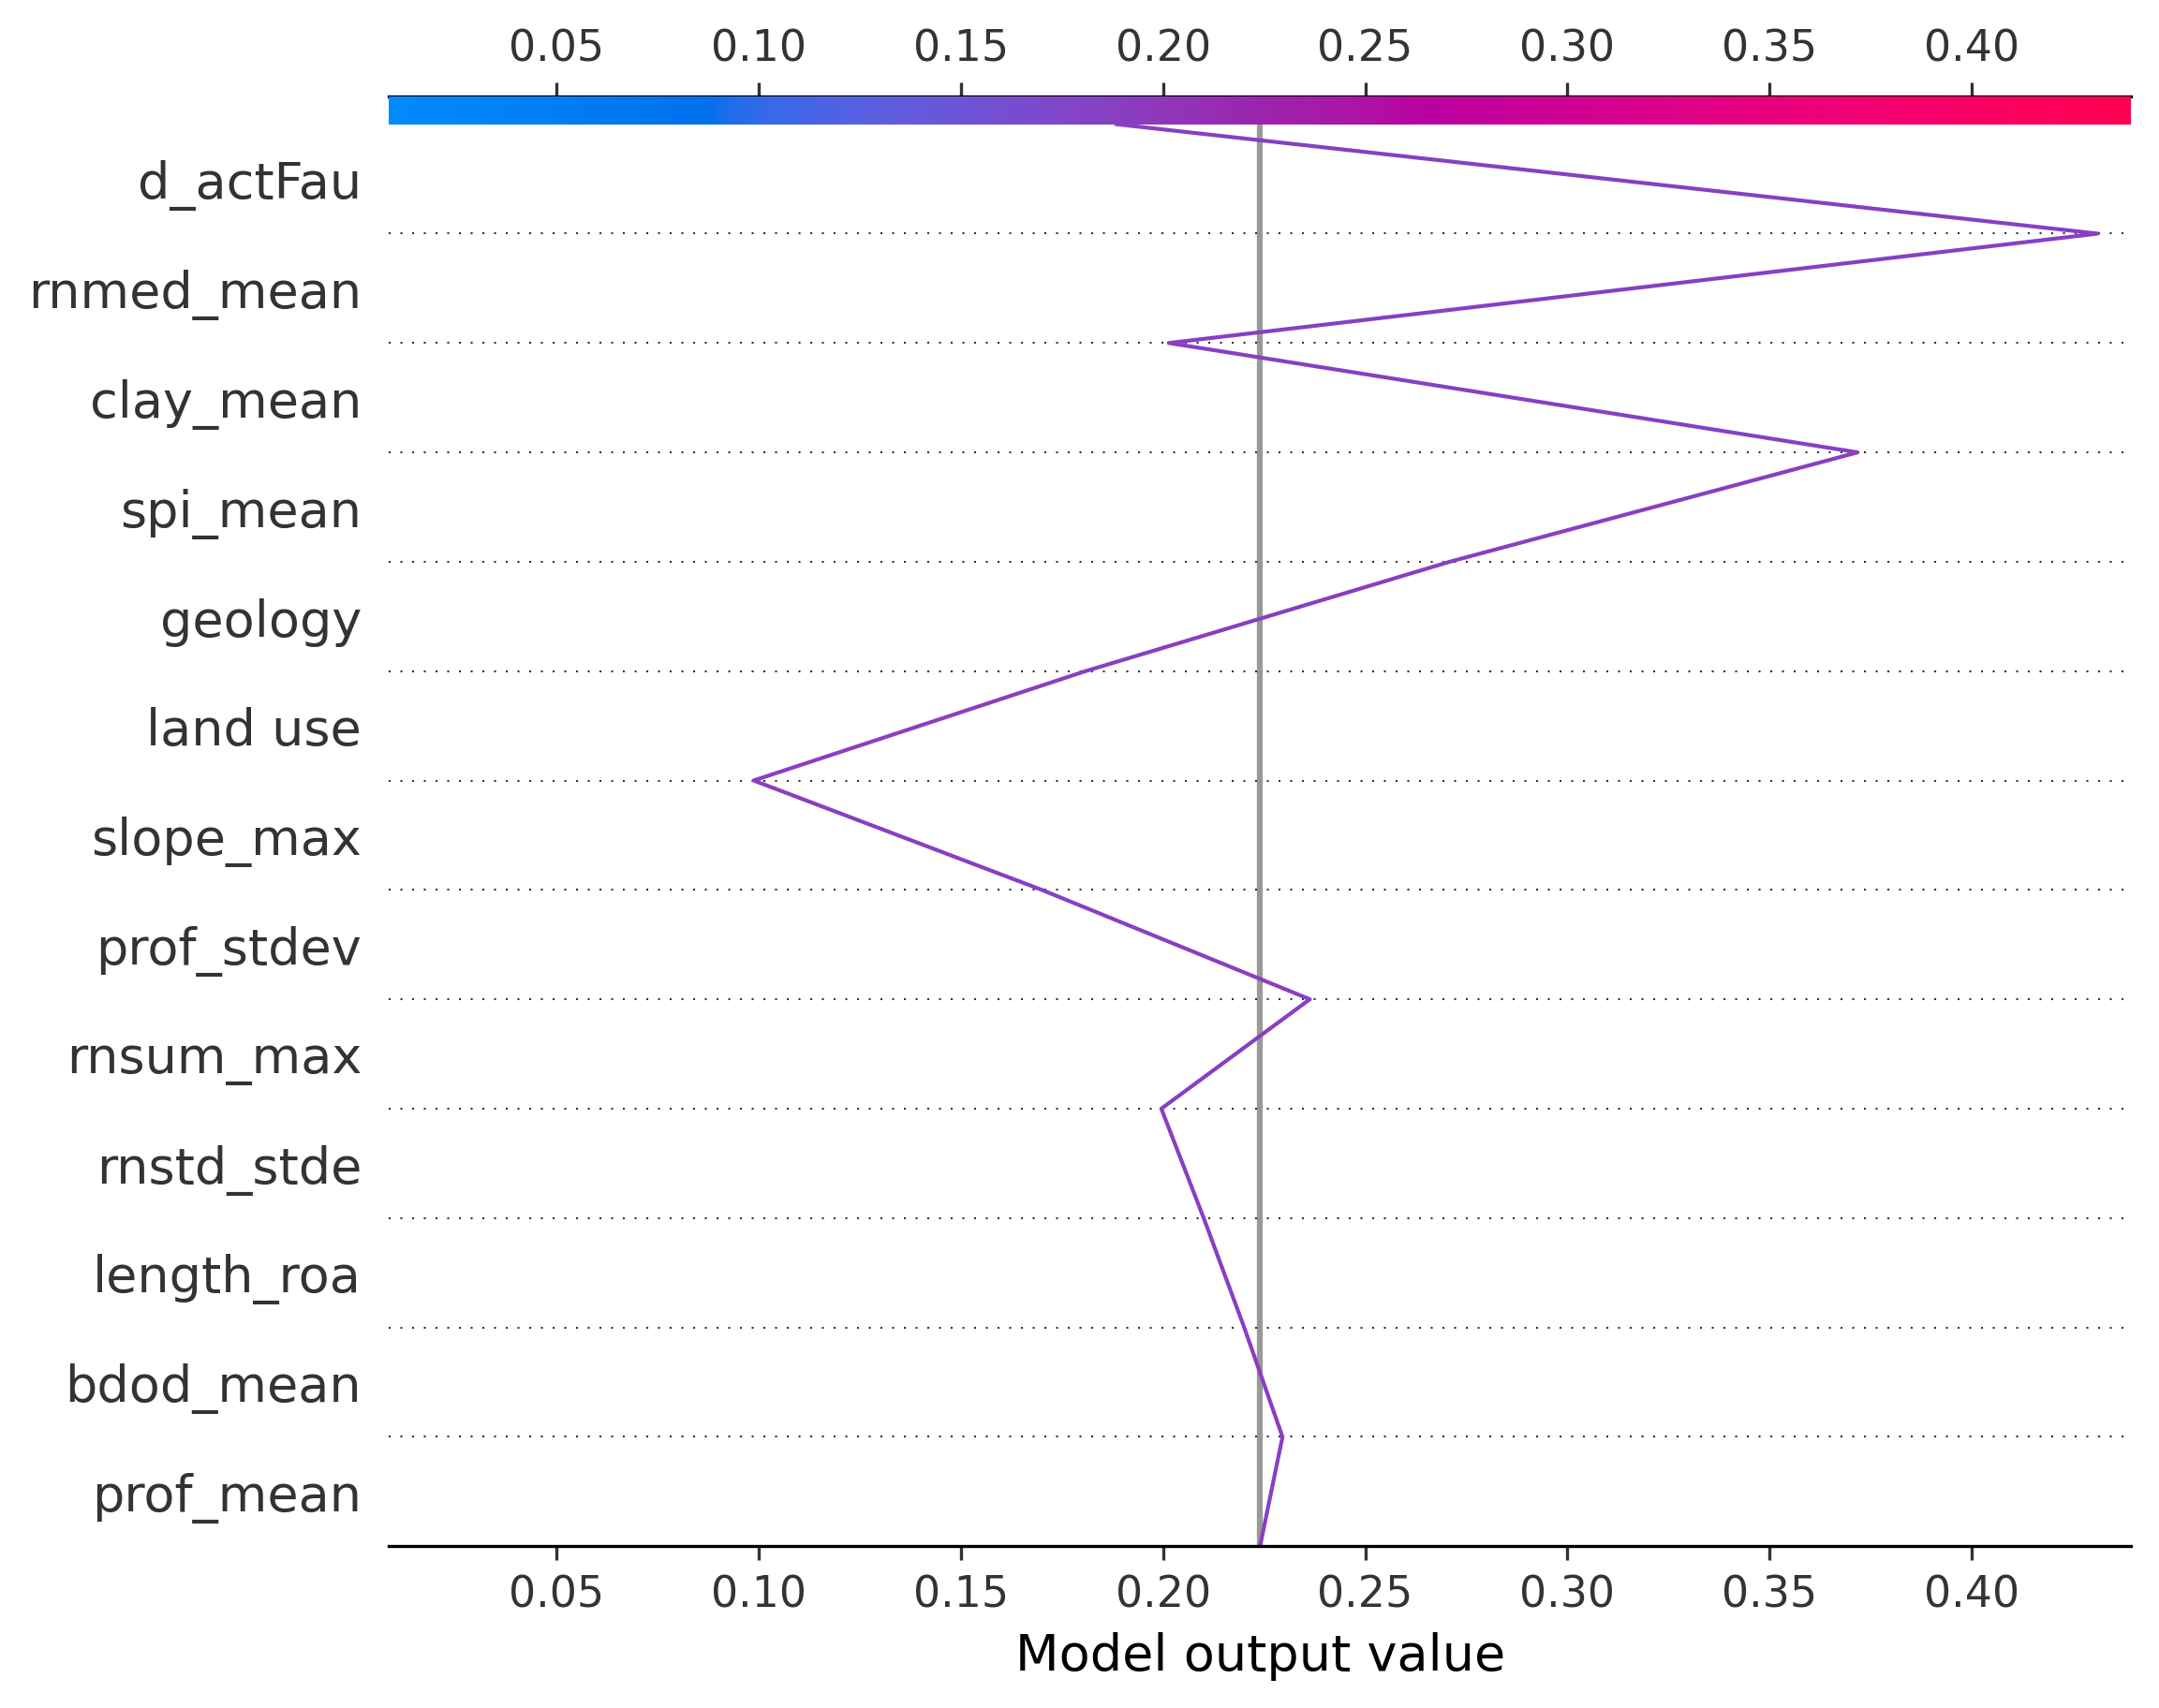 0.05 0.10 0.15 0.20 0.25 0.30 0.35 0.40
d_actFau
rnmed_mean
clay_mean
spi_mean
geology
land use
slope_max
prof_stdev
rnsum_max
rnstd_stde
length_roa
bdod_mean
prof_mean
0.05 0.10 0.15 0.20 0.25 0.30 0.35 0.40
Model output value